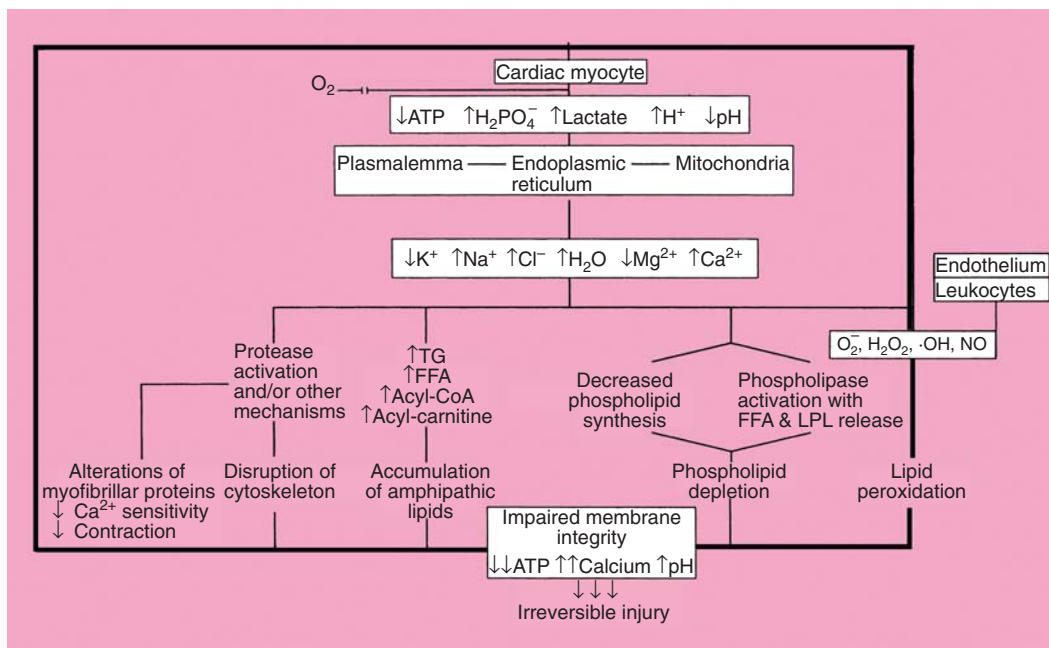 Cardiac myocyte
O₂
↓ATP ↑H₂PO₄⁻ ↑Lactate ↑H⁺ ↓pH
Plasmalemma — Endoplasmic — Mitochondria
reticulum
↓K⁺ ↑Na⁺ ↑Cl⁻ ↑H₂O ↓Mg²⁺ ↑Ca²⁺
Endothelium
Leukocytes
O₂⁻, H₂O₂, ·OH, NO
Protease
activation
and/or other
mechanisms
↑TG
↑FFA
↑Acyl-CoA
↑Acyl-carnitine
Decreased
phospholipid
synthesis
Phospholipase
activation with
FFA & LPL release
Alterations of
myofibrillar proteins
↓ Ca²⁺ sensitivity
↓ Contraction
Disruption of
cytoskeleton
Accumulation
of amphipathic
lipids
Phospholipid
depletion
Lipid
peroxidation
Impaired membrane
integrity
↓↓ATP ↑↑Calcium ↑pH
↓ ↓ ↓
Irreversible injury